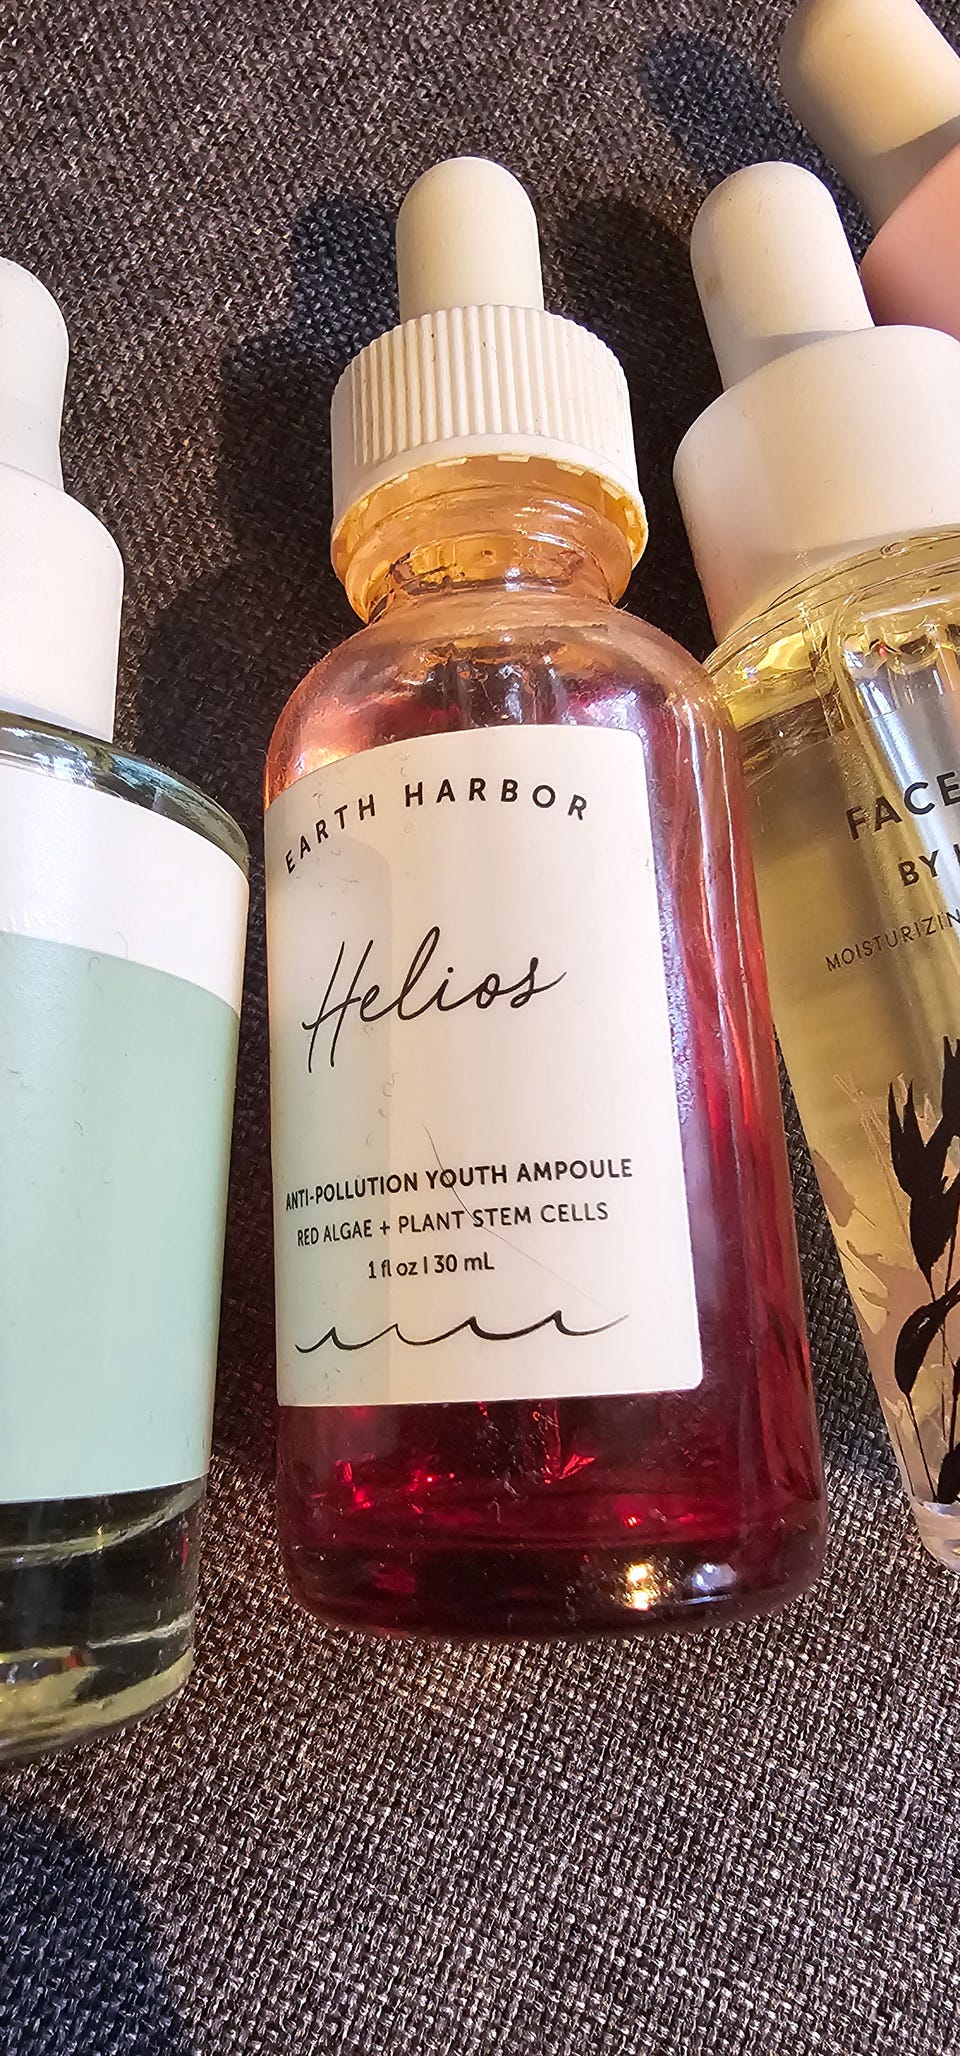 EARTH HARBOR
Helios
ANTI-POLLUTION YOUTH AMPOULE
RED ALGAE + PLANT STEM CELLS
1 fl oz | 30 mL
FACE
BY